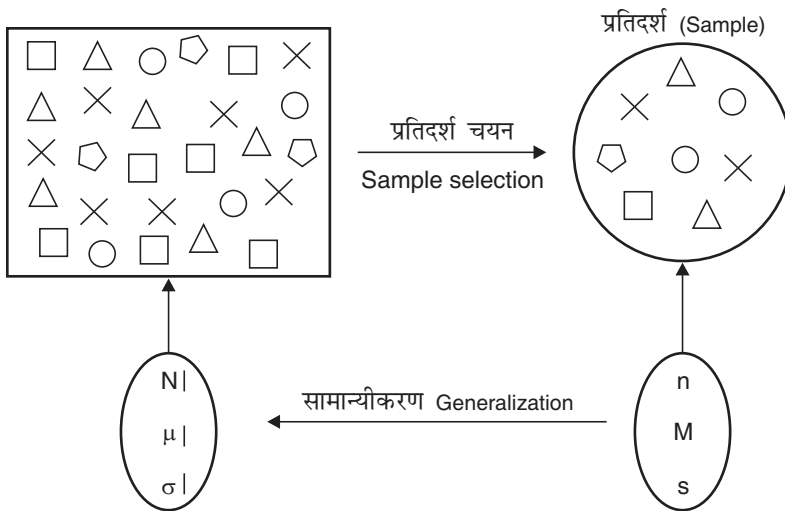 प्रतिदर्श (Sample)
प्रतिदर्श चयन
Sample selection
N|
μ|
σ|
सामान्यीकरण Generalization
n
M
s